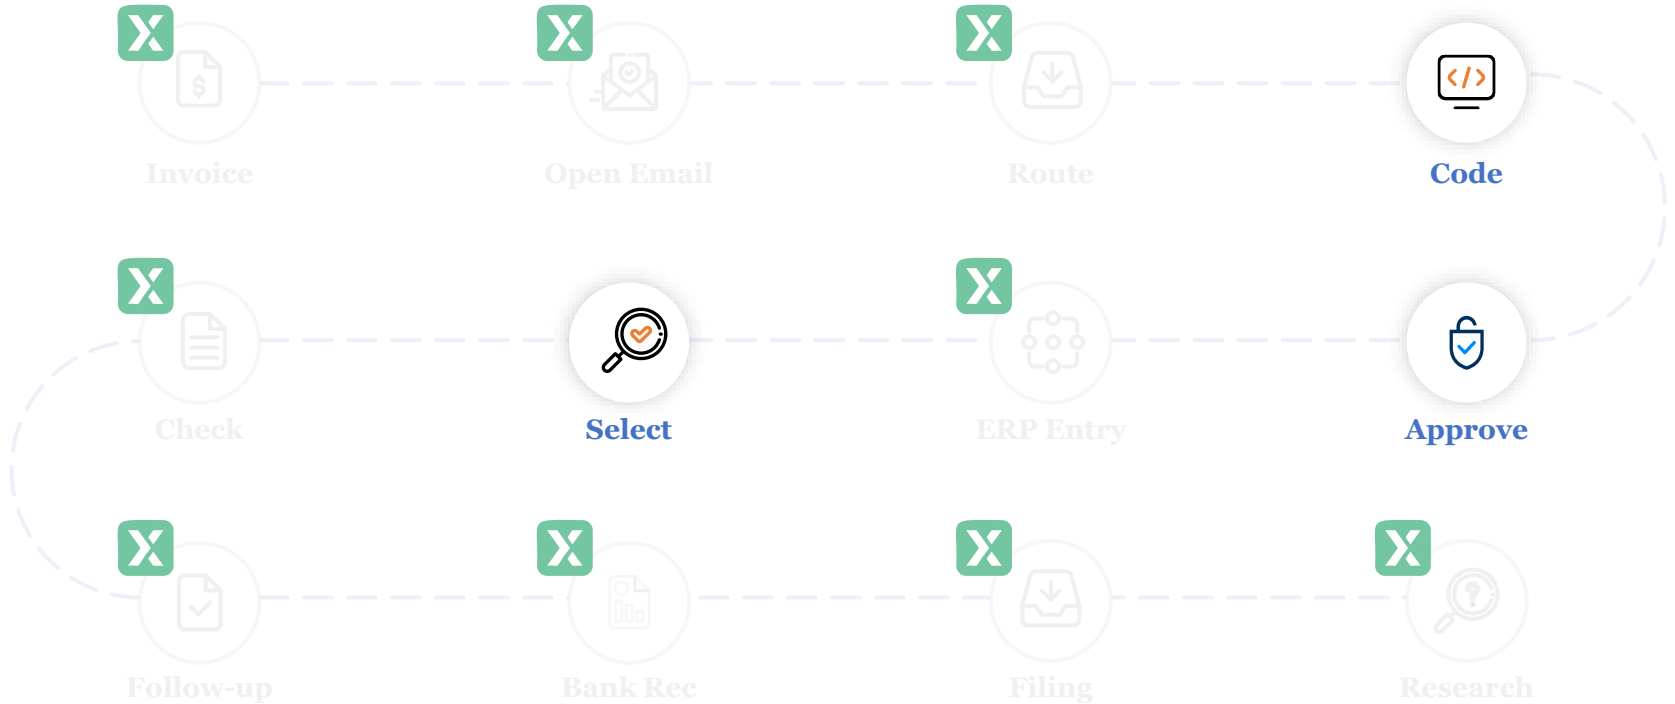 Invoice
Open Email
Route
Code
Check
Select
ERP Entry
Approve
Follow-up
Bank Rec
Filing
Research